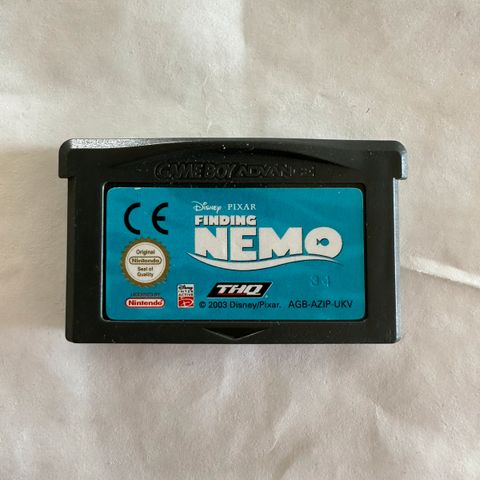 GAME BOY ADVANCE
CE
Disney PIXAR
FINDING
NEMO
Original
Nintendo
Seal of
Quality
LICENSED BY
Nintendo
THQ
34
© 2003 Disney/Pixar. AGB-AZIP-UKV